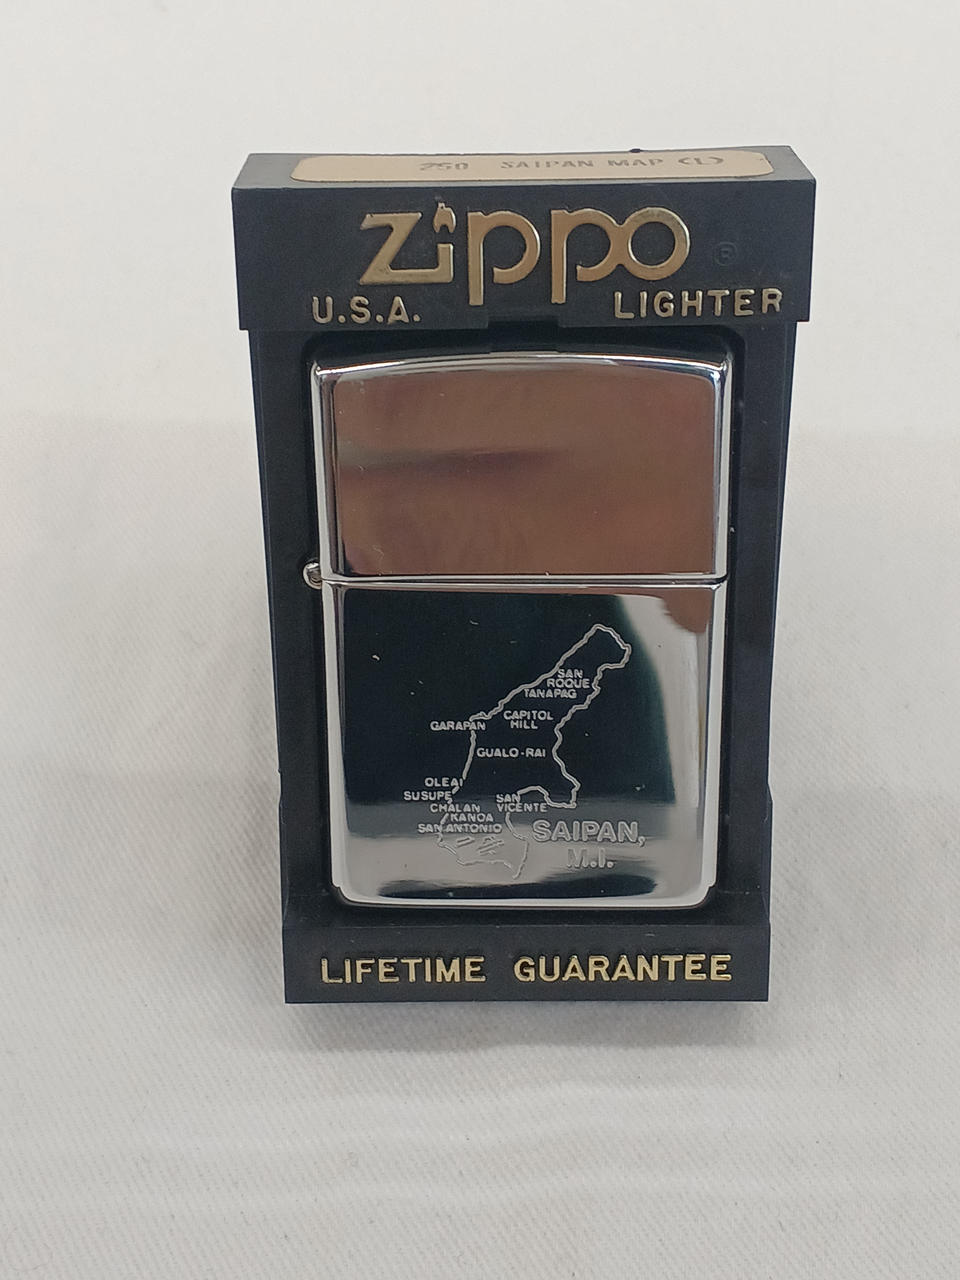 250 SAIPAN MAP (L)
Zippo ®
U.S.A. LIGHTER
SAN
ROQUE
TANAPAG
CAPITOL
HILL
GARAPAN
GUALO-RAI
OLEAI
SUSUPE
CHALAN
KANOA
SAN
VICENTE
SAN ANTONIO
SAIPAN,
M.I.
LIFETIME GUARANTEE